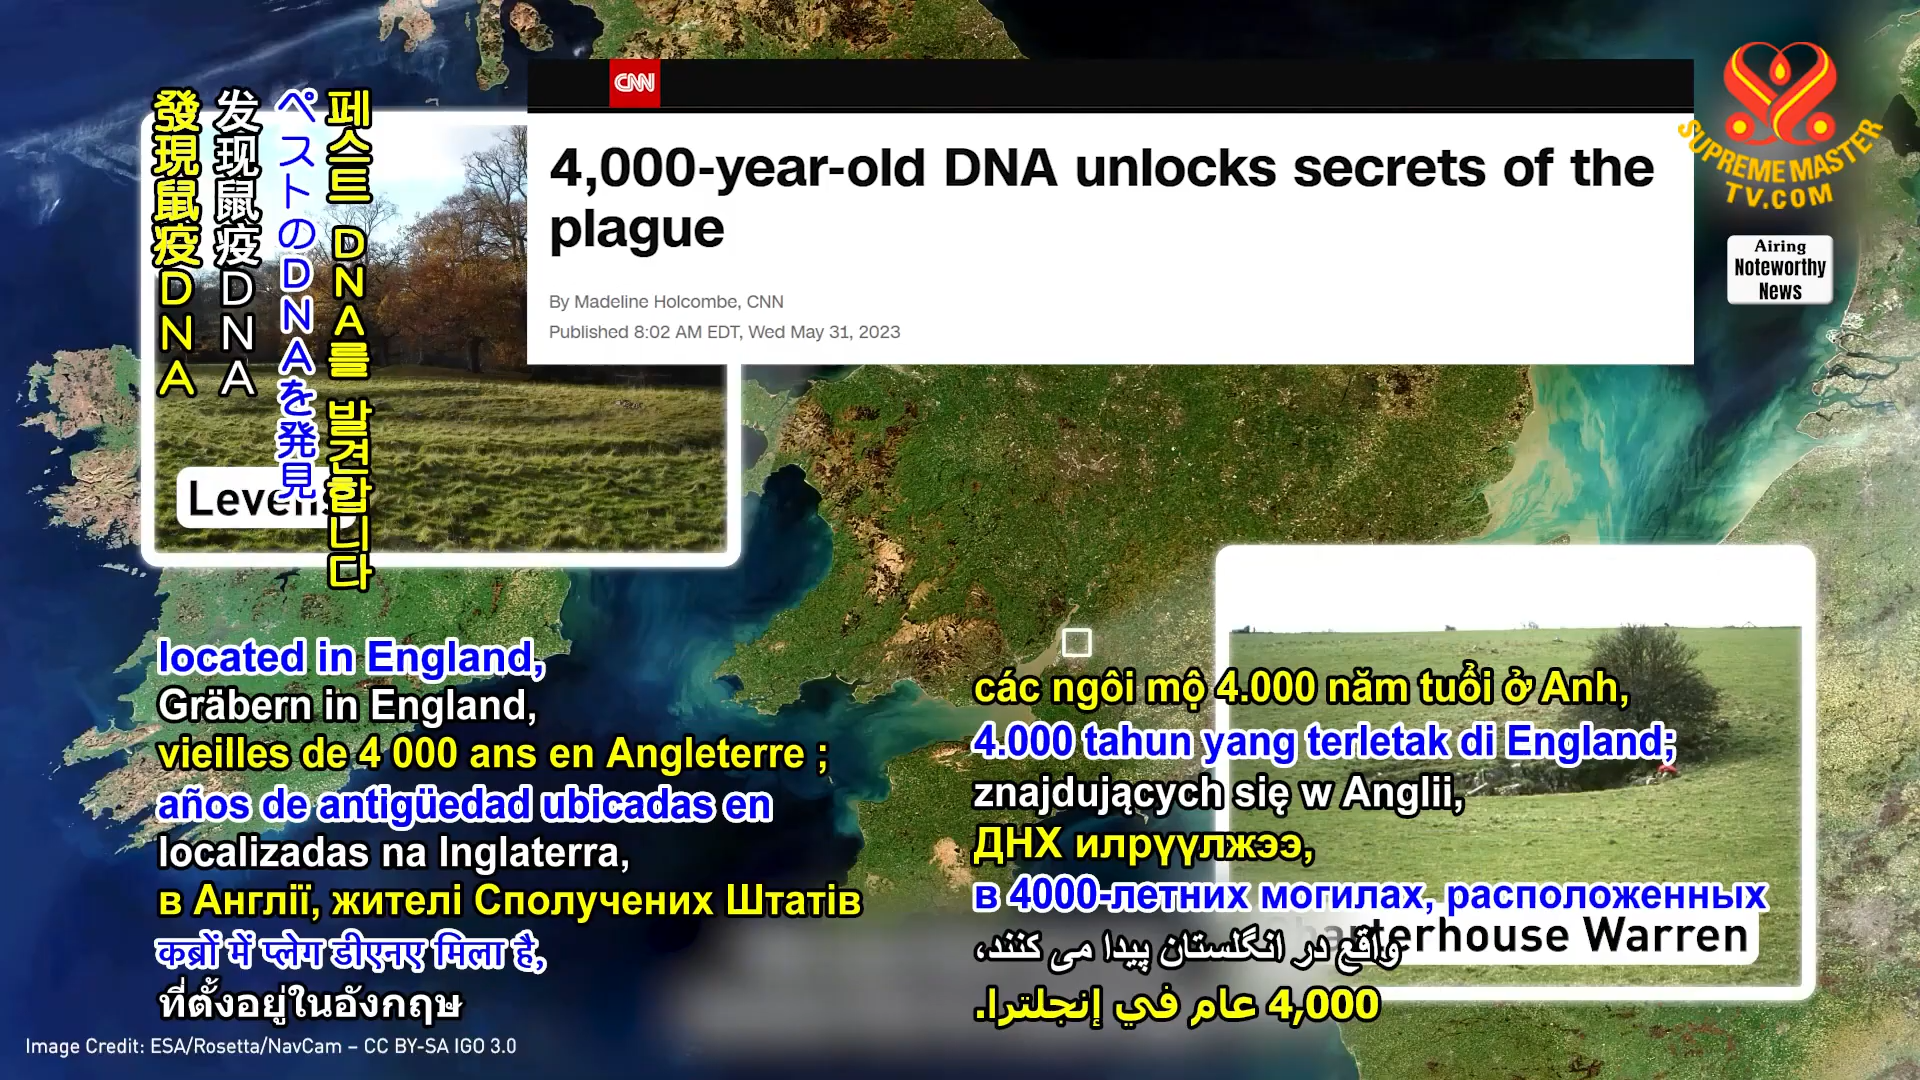 發現鼠疫DNA
发现鼠疫DNA
ペストのDNAを発見
페스트 DNA를 발견합니다
CNN
4,000-year-old DNA unlocks secrets of the
plague
By Madeline Holcombe, CNN
Published 8:02 AM EDT, Wed May 31, 2023
SUPREME MASTER
TV.COM
Airing
Noteworthy
News
located in England,
Gräbern in England,
vieilles de 4 000 ans en Angleterre ;
años de antigüedad ubicadas en
localizadas na Inglaterra,
в Англії, жителі Сполучених Штатів
कब्रों में प्लेग डीएनए मिला है,
ที่ตั้งอยู่ในอังกฤษ
các ngôi mộ 4.000 năm tuổi ở Anh,
4.000 tahun yang terletak di England;
znajdujących się w Anglii,
ДНХ илрүүлжээ,
в 4000-летних могилах, расположенных
واقع در انگلستان پیدا می کنند،
4,000 عام في إنجلترا.
Warren
Image Credit: ESA/Rosetta/NavCam – CC BY-SA IGO 3.0